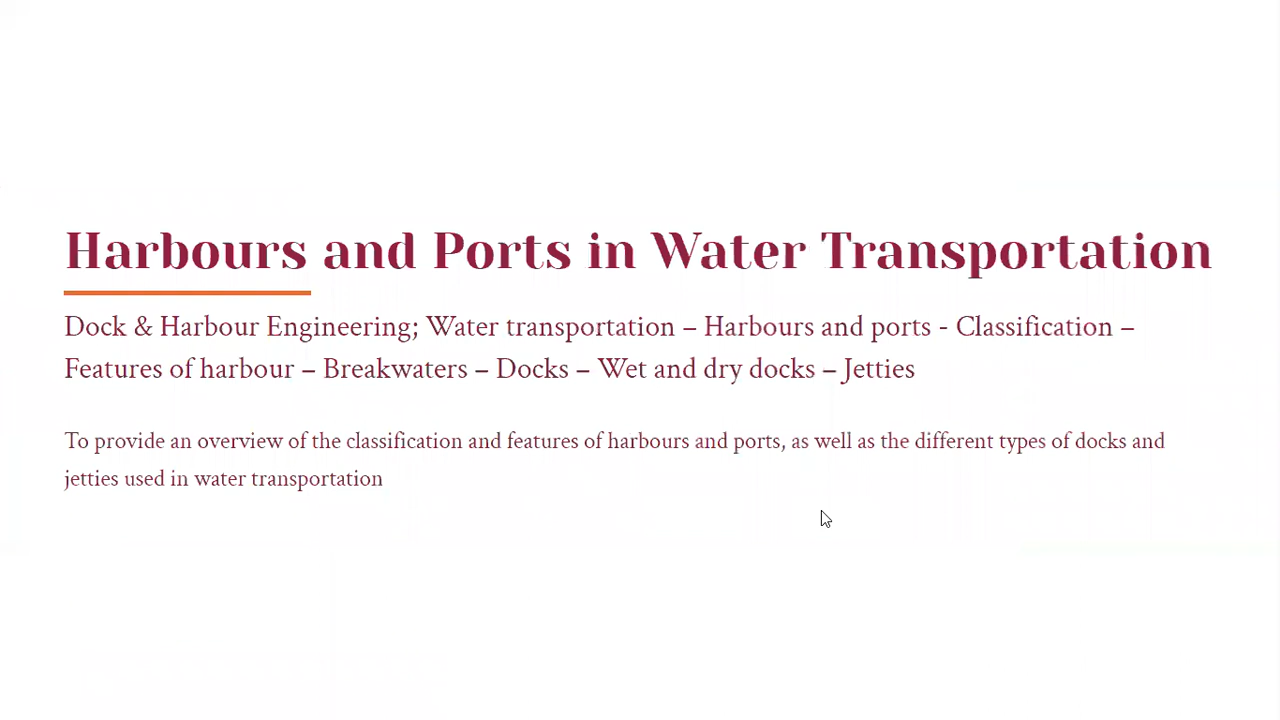 Harbours and Ports in Water Transportation
Dock & Harbour Engineering; Water transportation – Harbours and ports - Classification –
Features of harbour – Breakwaters – Docks – Wet and dry docks – Jetties
To provide an overview of the classification and features of harbours and ports, as well as the different types of docks and
jetties used in water transportation